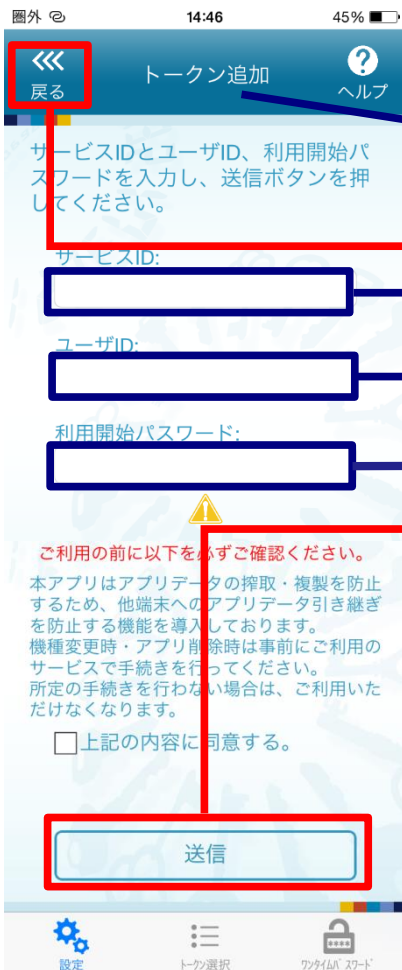 圏外 14:46 45%
戻る トークン追加 ヘルプ
サービスIDとユーザID、利用開始パ
スワードを入力し、送信ボタンを押
してください。
サービスID:
ユーザID:
利用開始パスワード:
ご利用の前に以下を必ずご確認ください。
本アプリはアプリデータの搾取・複製を防止
するため、他端末へのアプリデータ引き継ぎ
を防止する機能を導入しております。
機種変更時・アプリ削除時は事前にご利用の
サービスで手続きを行ってください。
所定の手続きを行わない場合は、ご利用いた
だけなくなります。
上記の内容に同意する。
送信
設定 トークン選択 ワンタイムパスワード